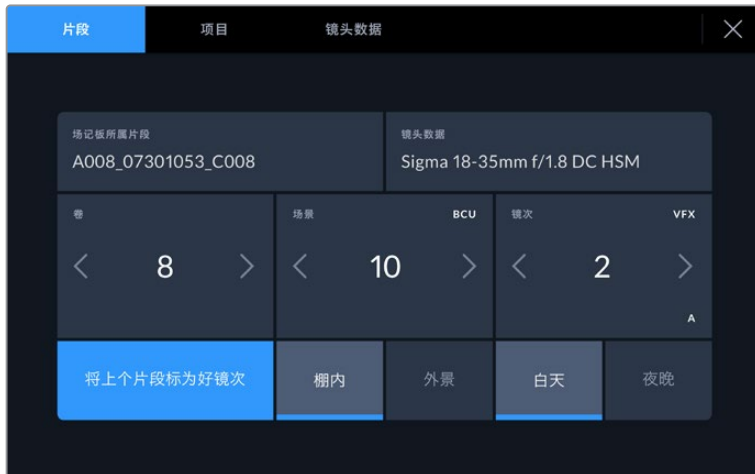 片段 项目 镜头数据
场记板所属片段 镜头数据
A008_07301053_C008 Sigma 18-35mm f/1.8 DC HSM
卷 场景 BCU 镜次 VFX
8 10 2
A
将上个片段标为好镜次 棚内 外景 白天 夜晚